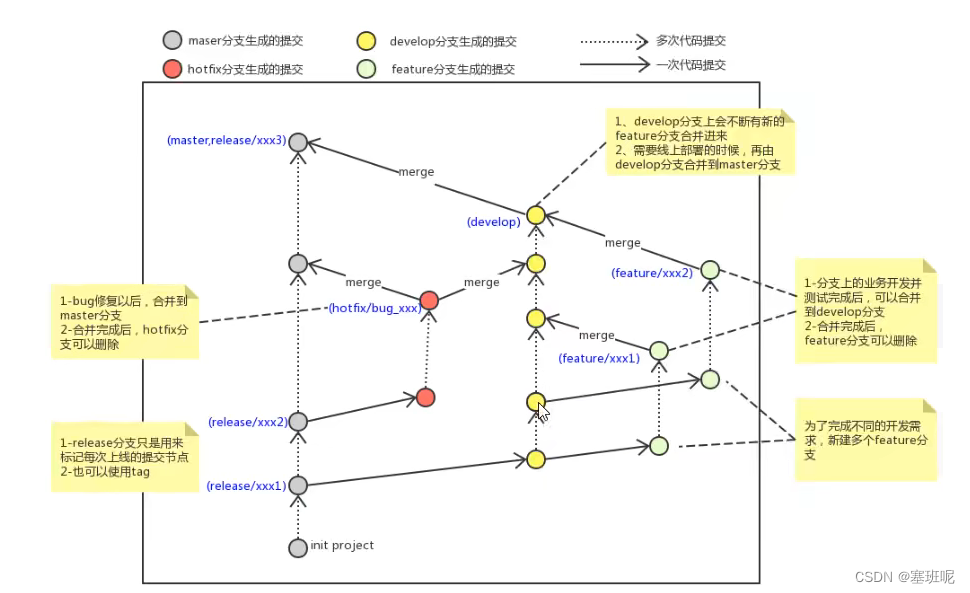 maser分支生成的提交
develop分支生成的提交
多次代码提交
hotfix分支生成的提交
feature分支生成的提交
一次代码提交
1、develop分支上会不断有新的
feature分支合并进来
2、需要线上部署的时候，再由
develop分支合并到master分支
(master,release/xxx3)
merge
(develop)
merge
(feature/xxx2)
merge
merge
1-bug修复以后，合并到
master分支
2-合并完成后，hotfix分
支可以删除
(hotfix/bug_xxx)
1-分支上的业务开发并
测试完成后，可以合并
到develop分支
2-合并完成后，
feature分支可以删除
merge
(feature/xxx1)
(release/xxx2)
为了完成不同的开发需
求，新建多个feature分
支
1-release分支只是用来
标记每次上线的提交节点
2-也可以使用tag
(release/xxx1)
init project
CSDN @塞班呢